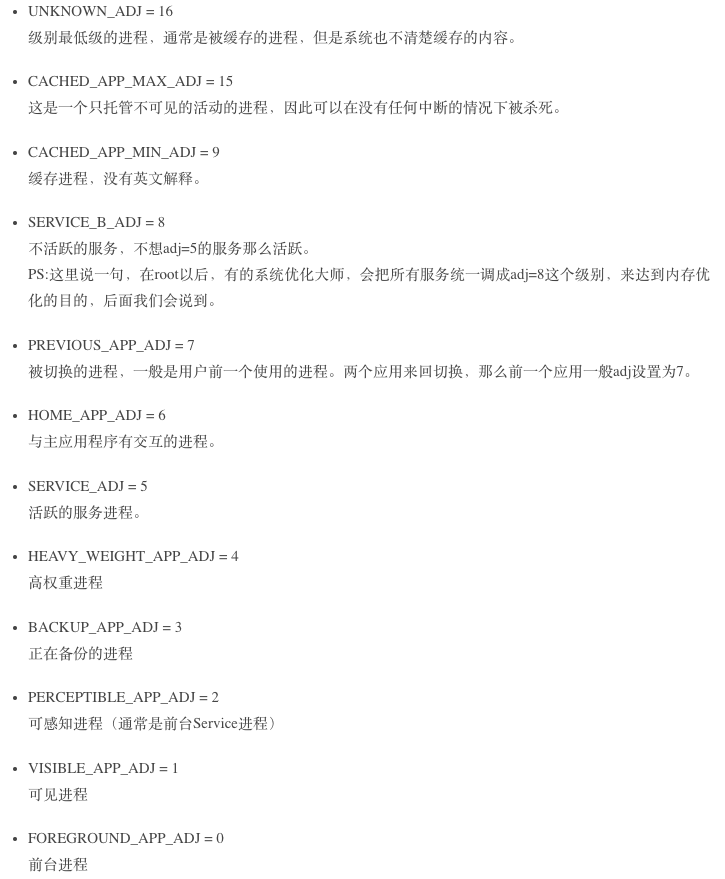 UNKNOWN_ADJ = 16
级别最低级的进程，通常是被缓存的进程，但是系统也不清楚缓存的内容。
CACHED_APP_MAX_ADJ = 15
这是一个只托管不可见的活动的进程，因此可以在没有任何中断的情况下被杀死。
CACHED_APP_MIN_ADJ = 9
缓存进程，没有英文解释。
SERVICE_B_ADJ = 8
不活跃的服务，不想adj=5的服务那么活跃。
PS:这里说一句，在root以后，有的系统优化大师，会把所有服务统一调成adj=8这个级别，来达到内存优
化的目的，后面我们会说到。
PREVIOUS_APP_ADJ = 7
被切换的进程，一般是用户前一个使用的进程。两个应用来回切换，那么前一个应用一般adj设置为7。
HOME_APP_ADJ = 6
与主应用程序有交互的进程。
SERVICE_ADJ = 5
活跃的服务进程。
HEAVY_WEIGHT_APP_ADJ = 4
高权重进程
BACKUP_APP_ADJ = 3
正在备份的进程
PERCEPTIBLE_APP_ADJ = 2
可感知进程（通常是前台Service进程）
VISIBLE_APP_ADJ = 1
可见进程
FOREGROUND_APP_ADJ = 0
前台进程